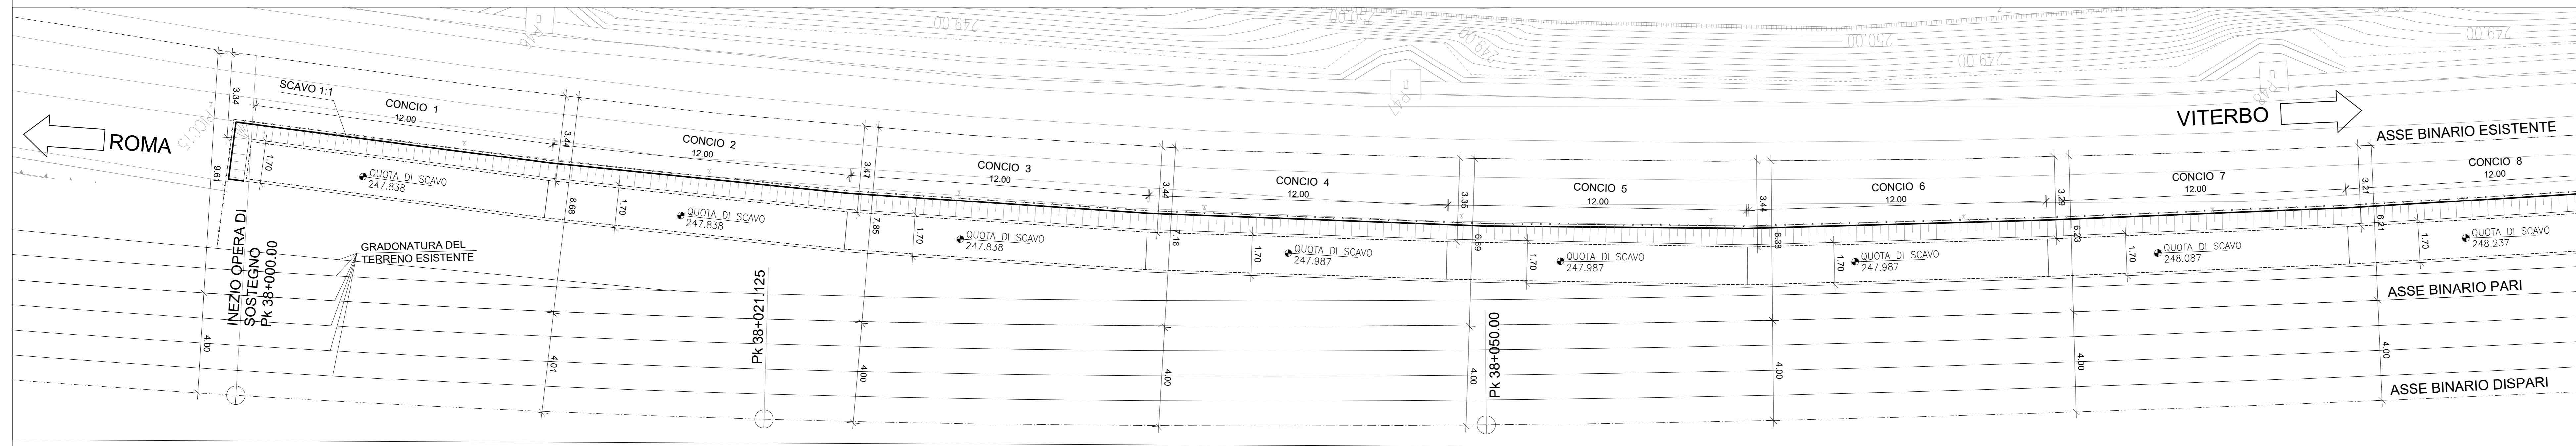 P46
249.00
250.00
249.00
250.00
249.00
249.00
P47
P48
RICC15
ROMA
VITERBO
SCAVO 1:1
CONCIO 1
12.00
CONCIO 2
12.00
CONCIO 3
12.00
CONCIO 4
12.00
CONCIO 5
12.00
CONCIO 6
12.00
CONCIO 7
12.00
CONCIO 8
12.00
ASSE BINARIO ESISTENTE
3.34
3.44
3.47
3.44
3.35
3.44
3.29
3.21
9.61
8.68
7.85
7.18
6.69
6.38
6.23
6.21
1.70
1.70
1.70
1.70
1.70
1.70
1.70
1.70
QUOTA DI SCAVO
247.838
QUOTA DI SCAVO
247.838
QUOTA DI SCAVO
247.838
QUOTA DI SCAVO
247.987
QUOTA DI SCAVO
247.987
QUOTA DI SCAVO
247.987
QUOTA DI SCAVO
248.087
QUOTA DI SCAVO
248.237
INEZIO OPERA DI
SOSTEGNO
Pk 38+000.00
GRADONATURA DEL
TERRENO ESISTENTE
Pk 38+021.125
Pk 38+050.00
ASSE BINARIO PARI
ASSE BINARIO DISPARI
4.00
4.01
4.00
4.00
4.00
4.00
4.00
4.00